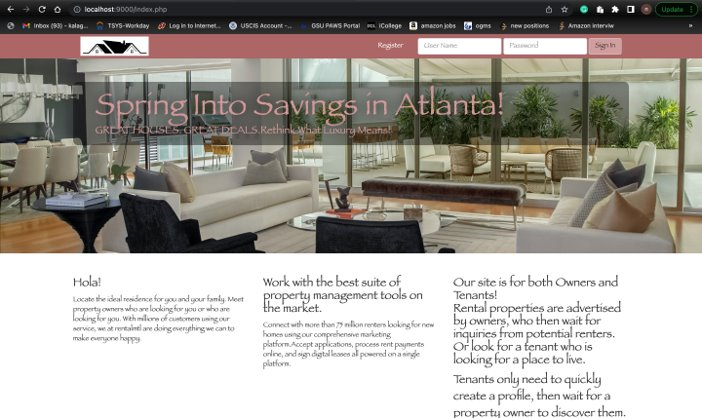 localhost:9000/index.php
Update
Inbox (93) - kalag...
TSYS-Workday
Log in to Internet...
USCIS Account -...
GSU PAWS Portal
iCollege
amazon jobs
ogms
new positions
Amazon interviw
Register
User Name
Password
Sign In
Spring Into Savings in Atlanta!
GREAT HOUSES. GREAT DEALS.Rethink What Luxury Means!
Hola!
Locate the ideal residence for you and your family. Meet
property owners who are looking for you or who are
looking for you. With millions of customers using our
service, we at rentalmtl are doing everything we can to
make everyone happy.
Work with the best suite of
property management tools on
the market.
Connect with more than 75 million renters looking for new
homes using our comprehensive marketing
platform.Accept applications, process rent payments
online, and sign digital leases all powered on a single
platform.
Our site is for both Owners and
Tenants!
Rental properties are advertised
by owners, who then wait for
inquiries from potential renters.
Or look for a tenant who is
looking for a place to live.
Tenants only need to quickly
create a profile, then wait for a
property owner to discover them.